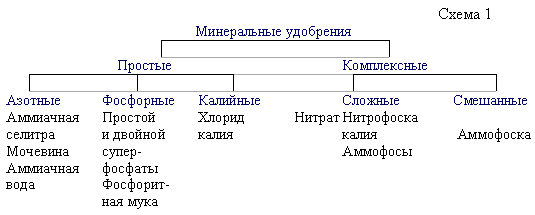 Схема 1
Минеральные удобрения
Простые Комплексные
Азотные Фосфорные Калийные Сложные Смешанные
Аммиачная Простой Хлорид Нитрат Нитрофоска
селитра и двойной калия калия Аммофоска
Мочевина супер- Аммофосы
Аммиачная фосфаты
вода Фосфорит-
ная мука